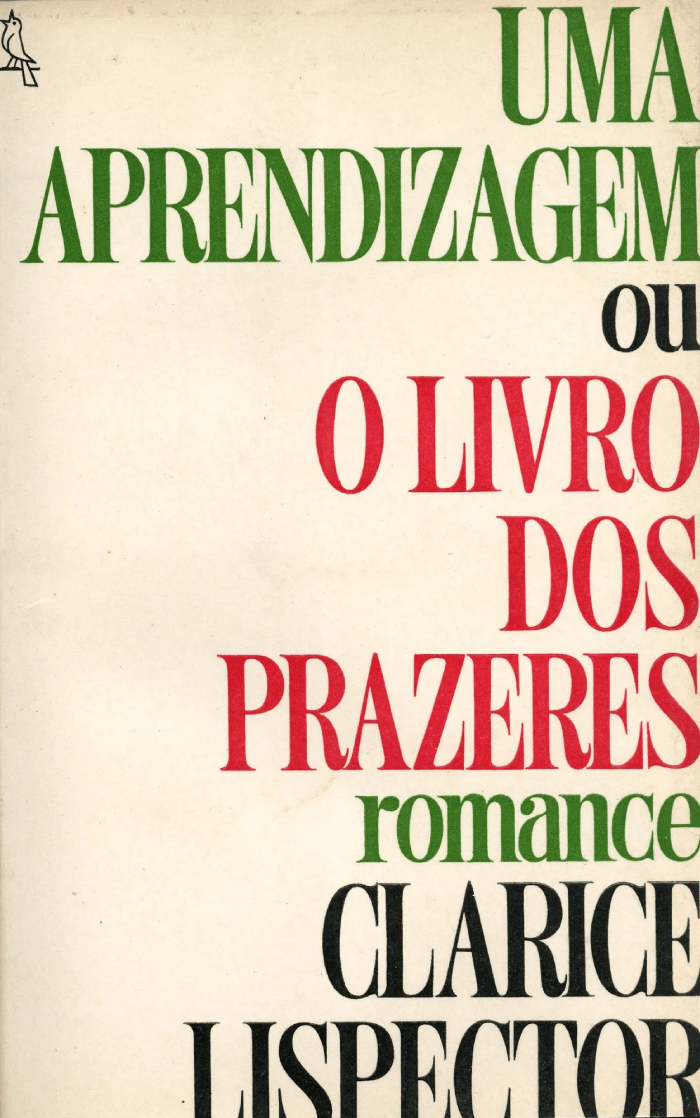 UMA
APRENDIZAGEM
ou
O LIVRO
DOS
PRAZERES
romance
CLARICE
LISPECTOR